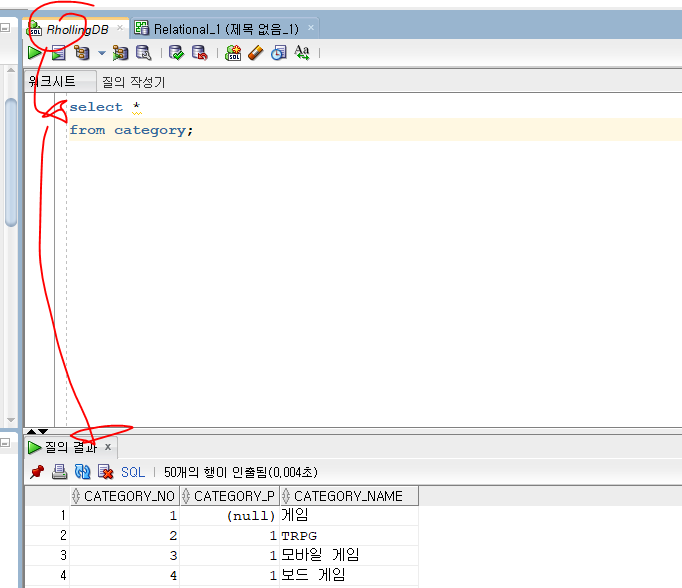 RhollingDB
Relational_1 (제목 없음_1)
SQL
Aa
워크시트 질의 작성기
select *
from category;
질의 결과 x
SQL 50개의 행이 인출됨(0,004초)
CATEGORY_NO CATEGORY_P CATEGORY_NAME
1 1 (null) 게임
2 2 1 TRPG
3 3 1 모바일 게임
4 4 1 보드 게임